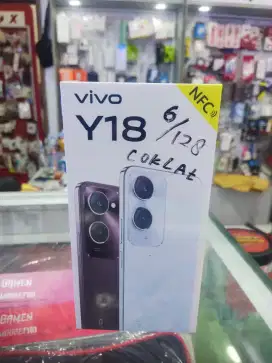 vivo
Y18
NFC
6/128
COKLAt